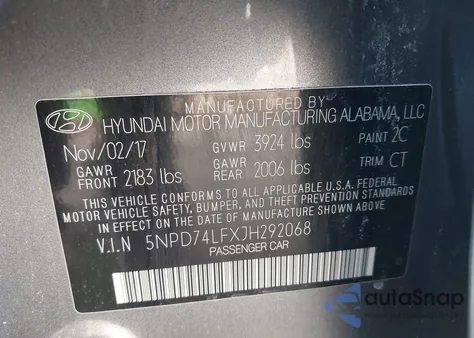 MANUFACTURED BY
HYUNDAI MOTOR MANUFACTURING ALABAMA, LLC
Nov/02/17 GVWR 3924 lbs PAINT 2C
GAWR FRONT 2183 lbs GAWR REAR 2006 lbs TRIM CT
THIS VEHICLE CONFORMS TO ALL APPLICABLE U.S.A FEDERAL
MOTOR VEHICLE SAFETY, BUMPER, AND THEFT PREVENTION STANDARDS
IN EFFECT ON THE DATE OF MANUFACTURE SHOWN ABOVE.
V.I.N 5NPD74LFXJH292068
PASSENGER CAR
autoSnap